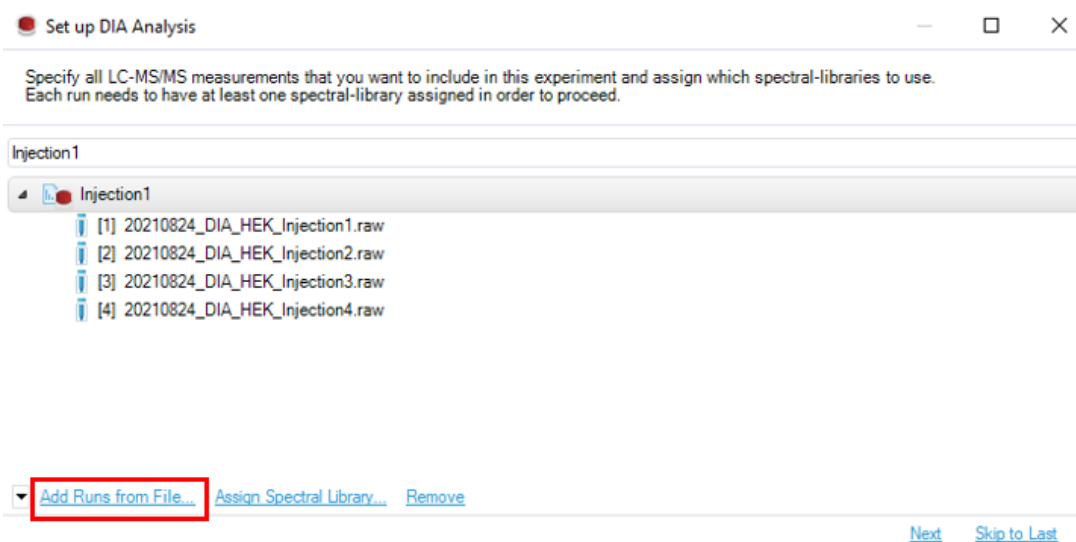 Set up DIA Analysis
Specify all LC-MS/MS measurements that you want to include in this experiment and assign which spectral-libraries to use.
Each run needs to have at least one spectral-library assigned in order to proceed.
Injection1
Injection1
[1] 20210824_DIA_HEK_Injection1.raw
[2] 20210824_DIA_HEK_Injection2.raw
[3] 20210824_DIA_HEK_Injection3.raw
[4] 20210824_DIA_HEK_Injection4.raw
Add Runs from File... Assign Spectral Library... Remove
Next Skip to Last